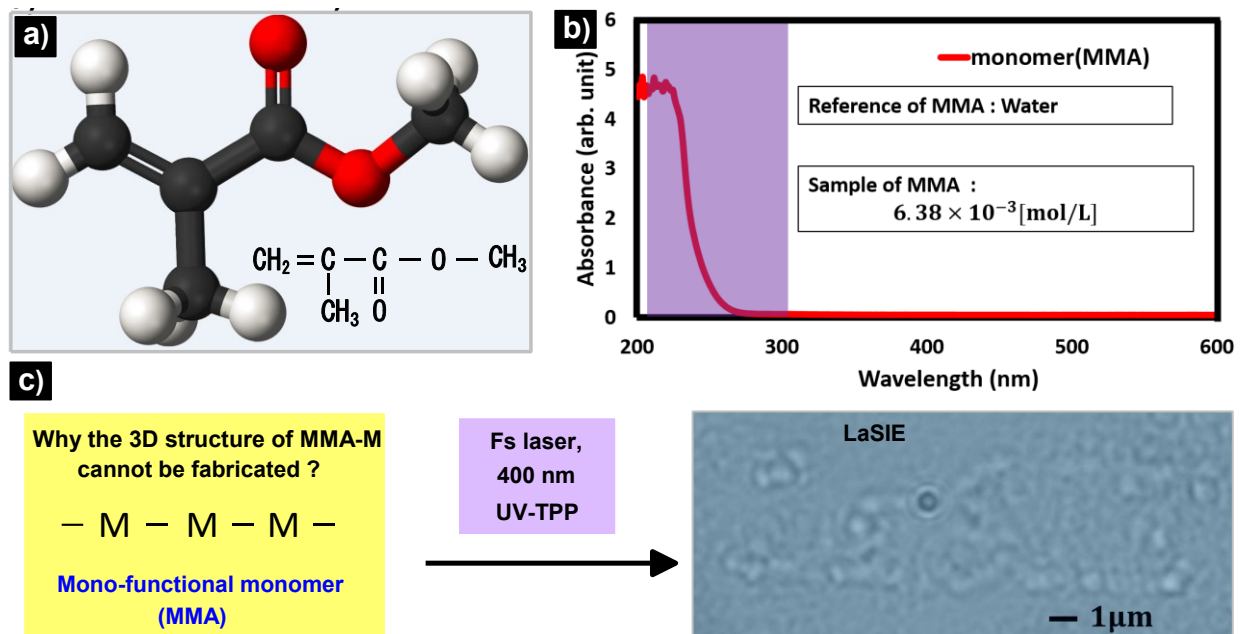 a)
CH₂ = C — C — O — CH₃
CH₃ O
b)
6
5
4
3
2
1
0
Absorbance (arb. unit)
monomer(MMA)
Reference of MMA : Water
Sample of MMA :
6.38 × 10⁻³[mol/L]
200 300 400 500 600
Wavelength (nm)
c)
Why the 3D structure of MMA-M
cannot be fabricated ?
— M — M — M —
Mono-functional monomer
(MMA)
Fs laser,
400 nm
UV-TPP
LaSIE
1μm